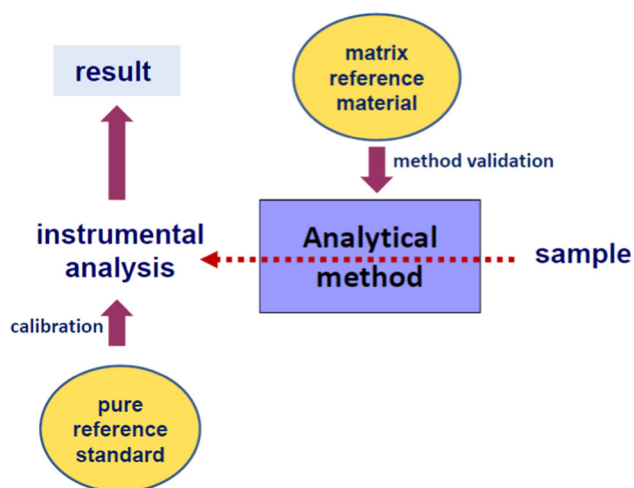 result
matrix
reference
material
method validation
Analytical
method
sample
instrumental
analysis
calibration
pure
reference
standard